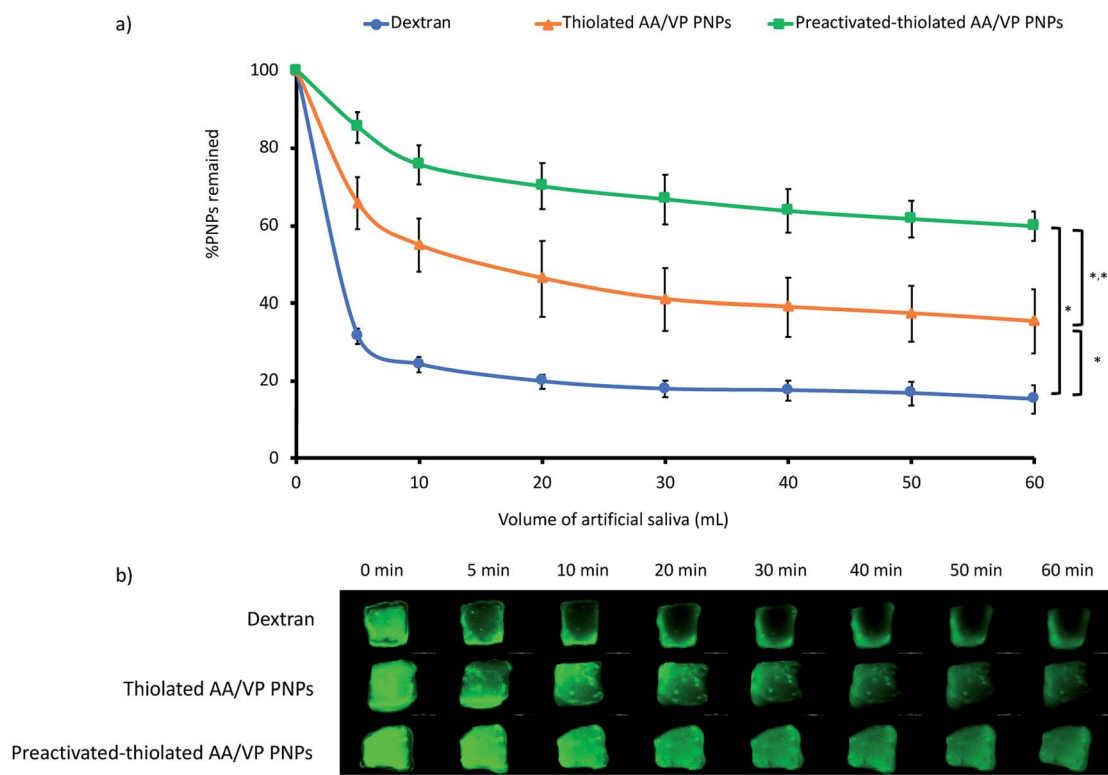 a)
Dextran
Thiolated AA/VP PNPs
Preactivated-thiolated AA/VP PNPs
100
80
60
40
20
0
%PNPs remained
0 10 20 30 40 50 60
Volume of artificial saliva (mL)
*,*
*
*
b)
0 min 5 min 10 min 20 min 30 min 40 min 50 min 60 min
Dextran
Thiolated AA/VP PNPs
Preactivated-thiolated AA/VP PNPs